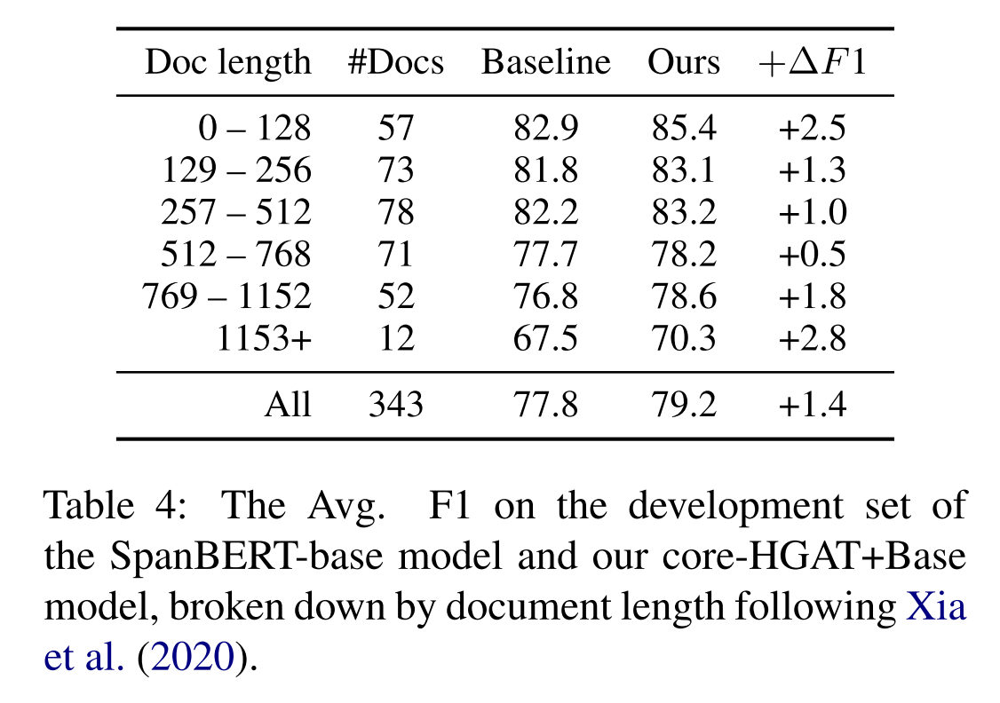 Doc length #Docs Baseline Ours +ΔF1
0 – 128 57 82.9 85.4 +2.5
129 – 256 73 81.8 83.1 +1.3
257 – 512 78 82.2 83.2 +1.0
512 – 768 71 77.7 78.2 +0.5
769 – 1152 52 76.8 78.6 +1.8
1153+ 12 67.5 70.3 +2.8
All 343 77.8 79.2 +1.4
Table 4: The Avg. F1 on the development set of
the SpanBERT-base model and our core-HGAT+Base
model, broken down by document length following Xia
et al. (2020).